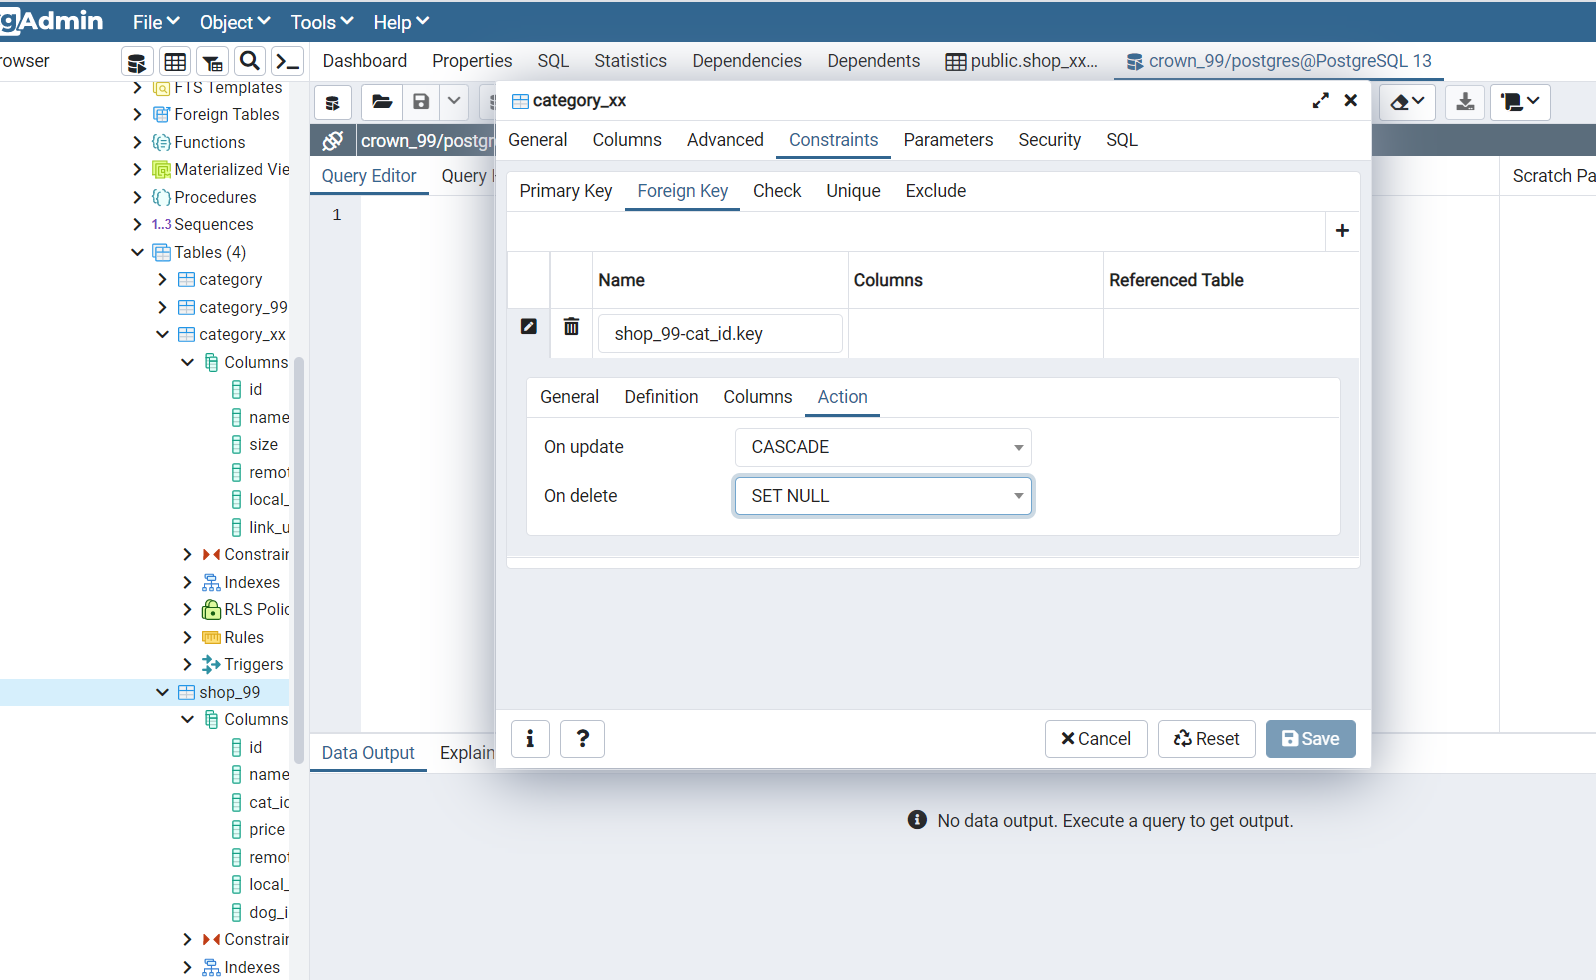 gAdmin File Object Tools Help
rowser Dashboard Properties SQL Statistics Dependencies Dependents public.shop_xx... crown_99/postgres@PostgreSQL 13
FTS Templates
Foreign Tables
Functions
Materialized Vie
Procedures
1..3 Sequences
Tables (4)
category
category_99
category_xx
Columns
id
name
size
remot
local_
link_u
Constrain
Indexes
RLS Polic
Rules
Triggers
shop_99
Columns
id
name
cat_ic
price
remot
local_
dog_i
Constrain
Indexes
crown_99/postgr
Query Editor Query H
Scratch Pa
1
category_xx
General Columns Advanced Constraints Parameters Security SQL
Primary Key Foreign Key Check Unique Exclude
+
Name Columns Referenced Table
shop_99-cat_id.key
General Definition Columns Action
On update CASCADE
On delete SET NULL
i ? Cancel Reset Save
Data Output Explain
No data output. Execute a query to get output.